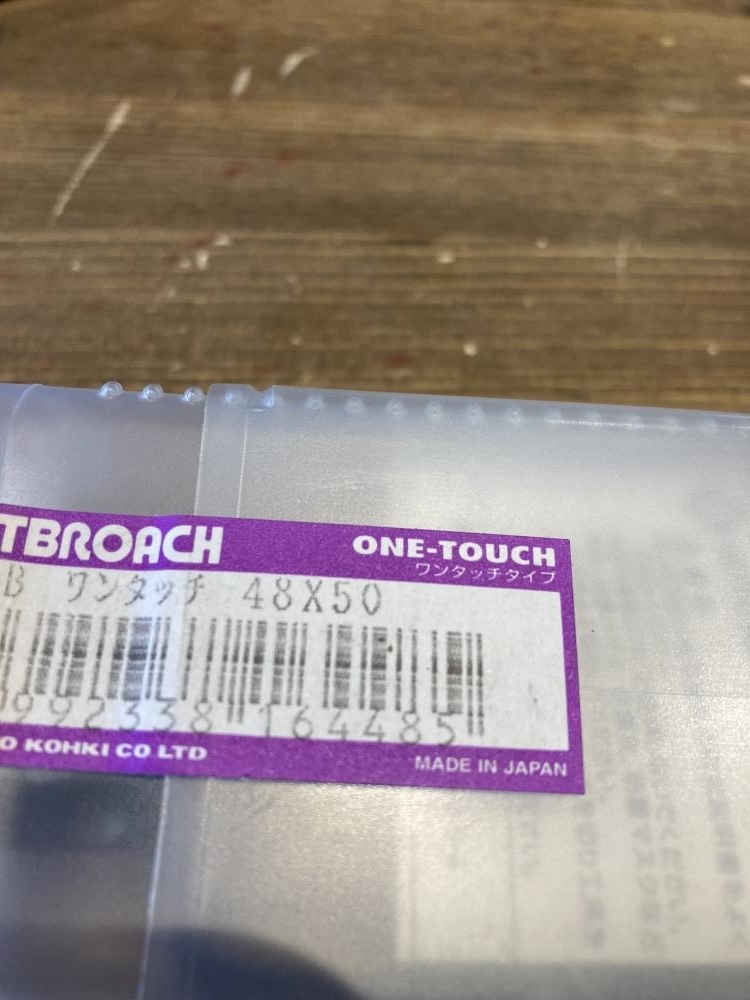 TBROACH
ONE-TOUCH
ワンタッチタイプ
B ワンタッチ 48X50
992338 164485
O KOHKI CO LTD
MADE IN JAPAN